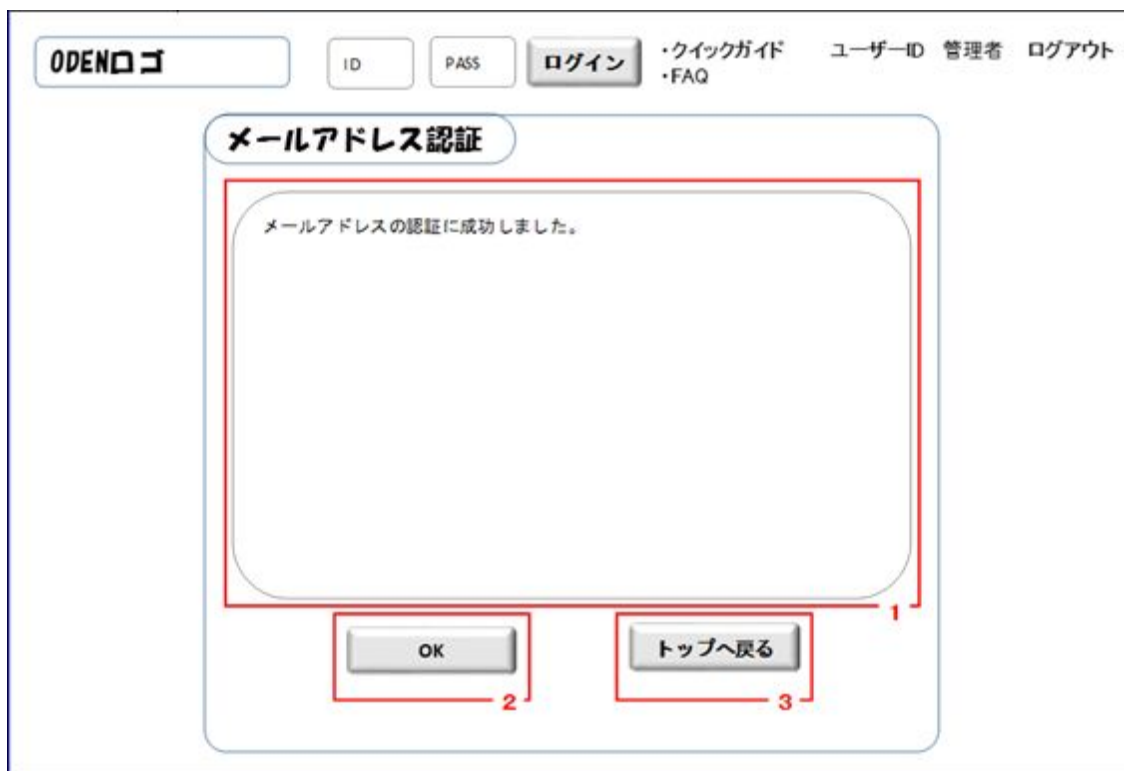 ODENロゴ
ID
PASS
ログイン
・クイックガイド
・FAQ
ユーザーID
管理者
ログアウト
メールアドレス認証
メールアドレスの認証に成功しました。
1
OK
トップへ戻る
2
3